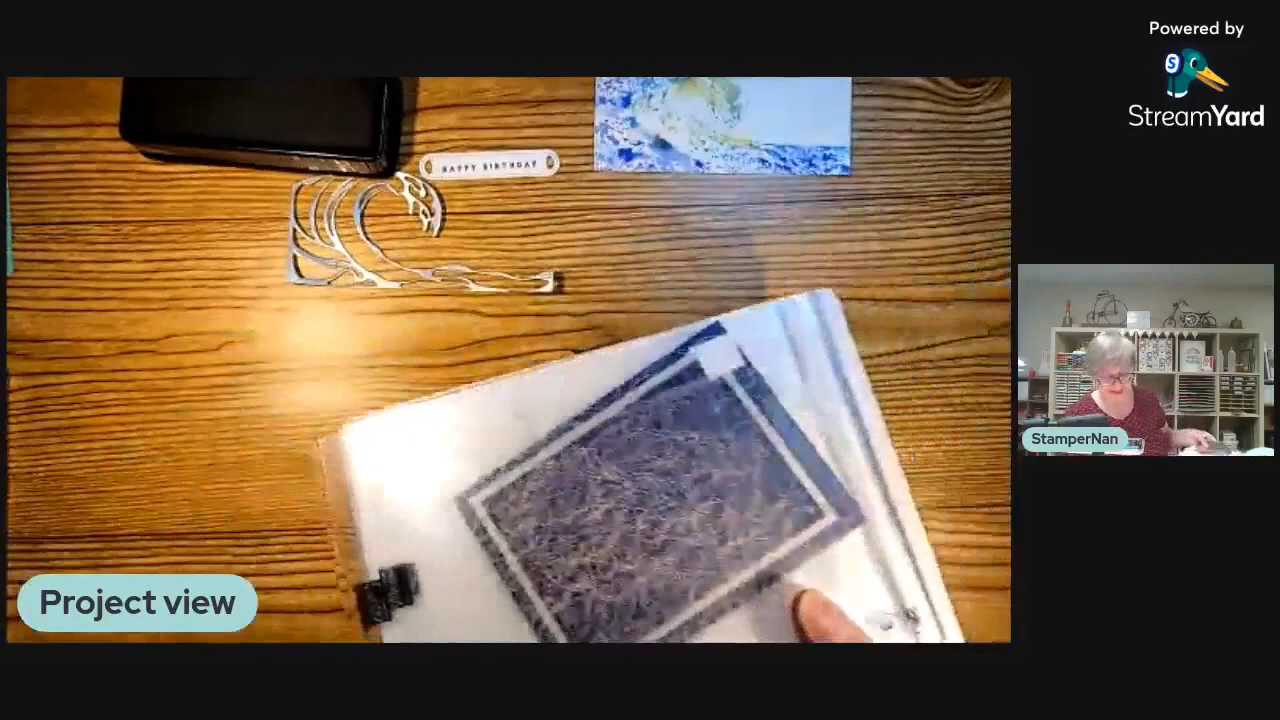 Powered by
StreamYard
HAPPY BIRTHDAY
StamperNan
Project view